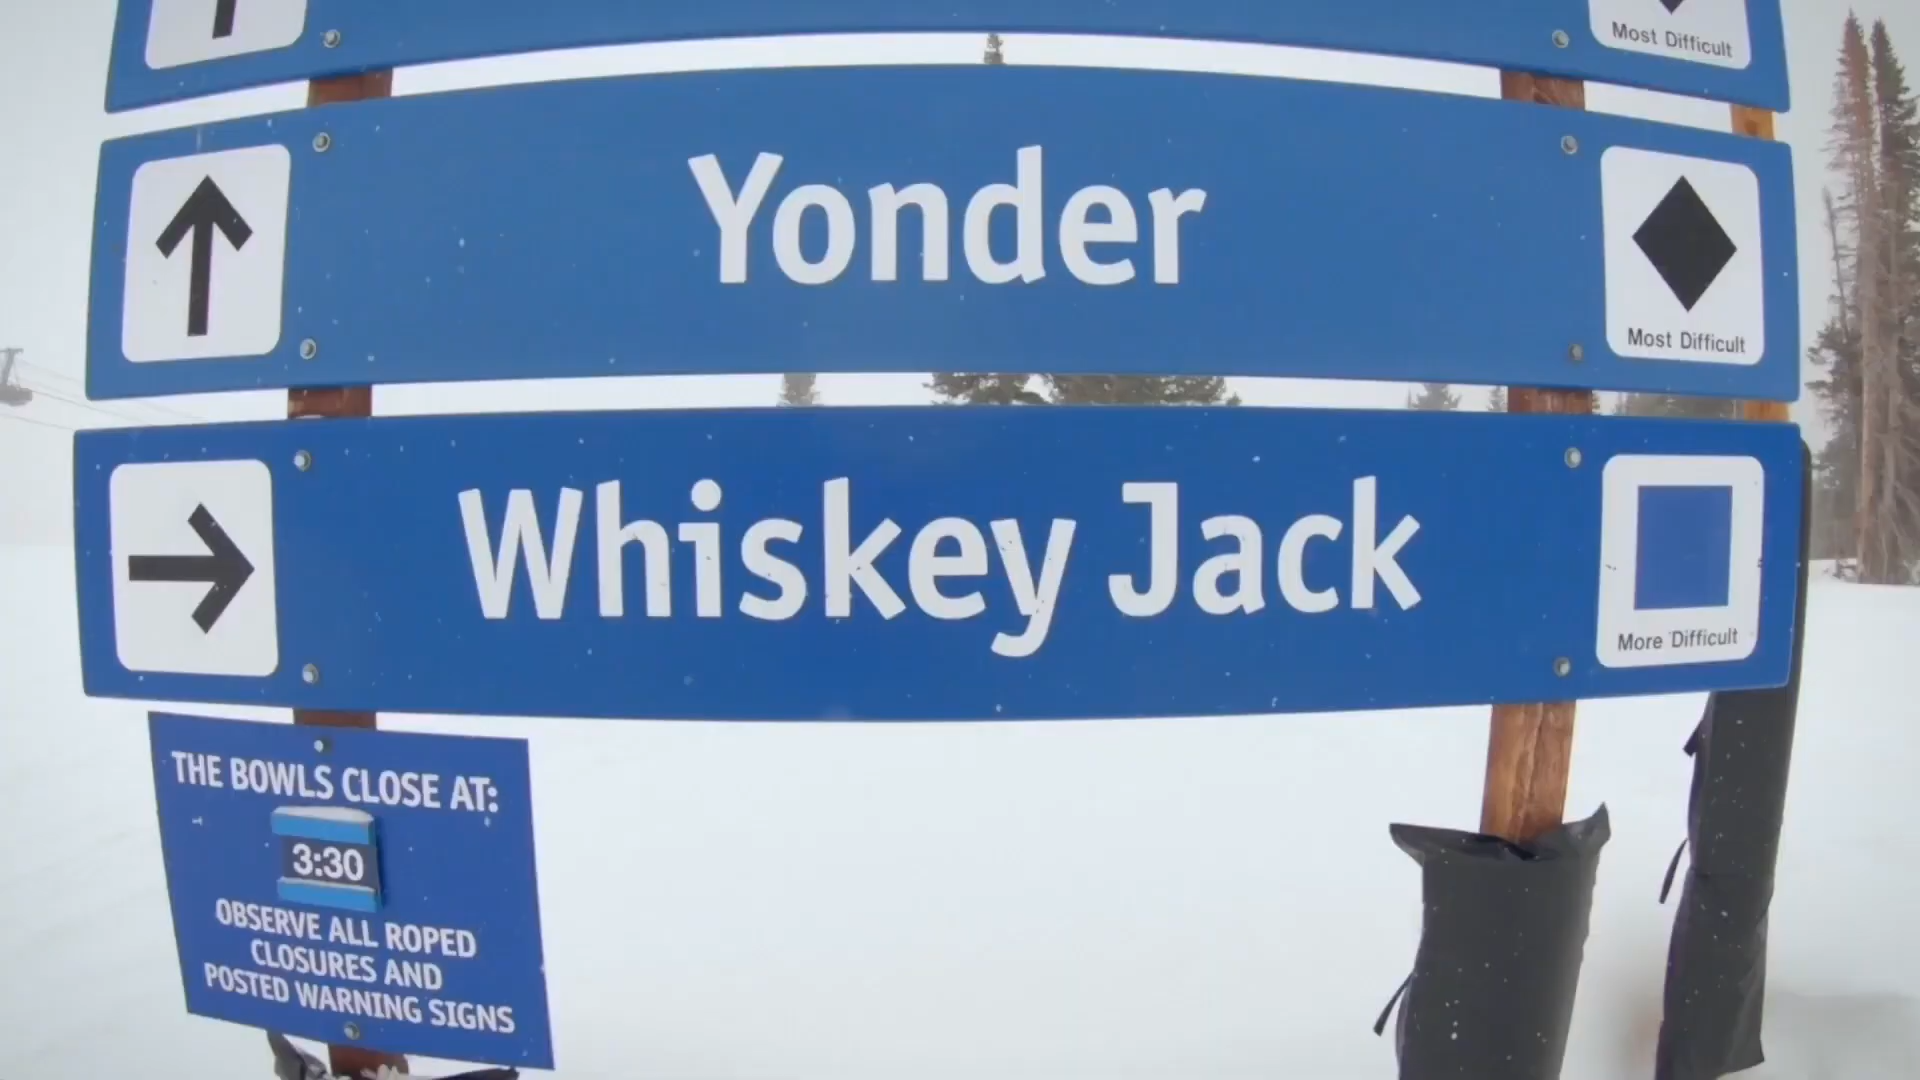 Most Difficult
Yonder
Most Difficult
Whiskey Jack
More Difficult
THE BOWLS CLOSE AT:
3:30
OBSERVE ALL ROPED
CLOSURES AND
POSTED WARNING SIGNS